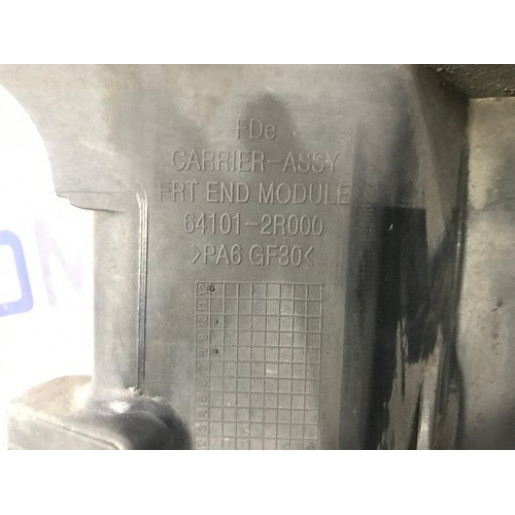 FDe
CARRIER-ASSY
FRT END MODULE
64101-2R000
>PA6 GF30<